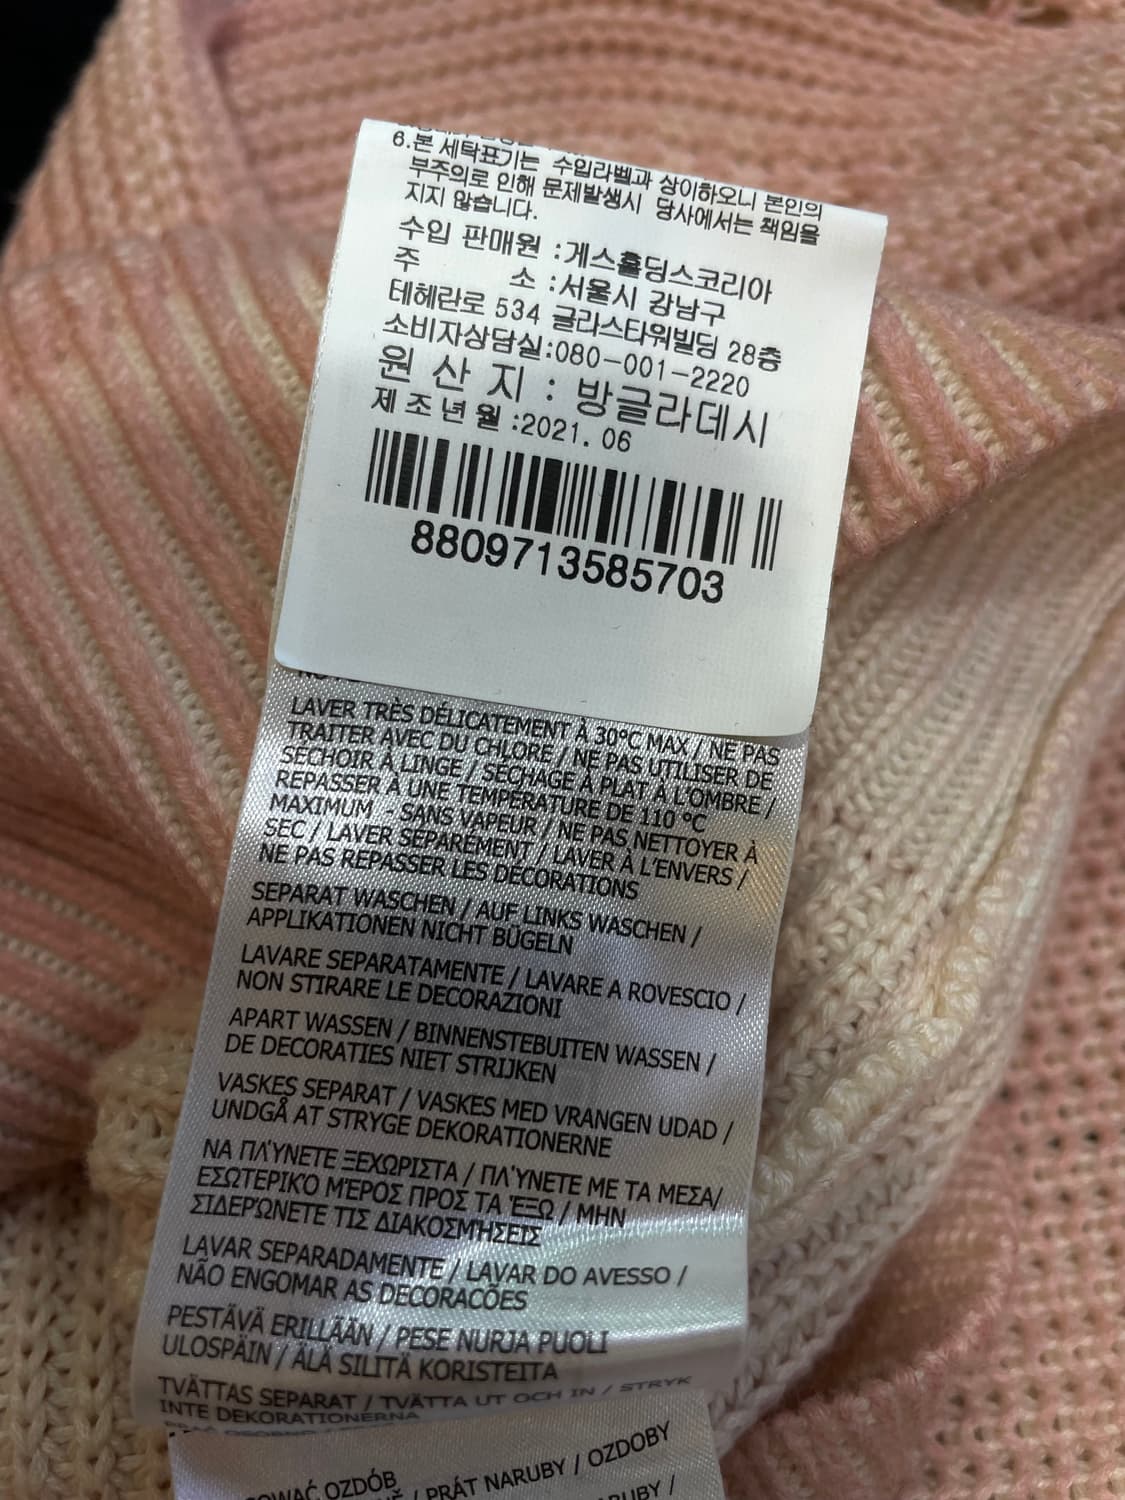 6.본 세탁표기는 수입라벨과 상이하오니 본인의
부주의로 인해 문제발생시 당사에서는 책임을
지지 않습니다.
수입 판매원 :게스홀딩스코리아
주 소 :서울시 강남구
테헤란로 534 글라스타워빌딩 28층
소비자상담실:080-001-2220
원 산 지 : 방글라데시
제 조 년 월 :2021. 06
8809713585703
LAVER TRÈS DÉLICATEMENT À 30°C MAX / NE PAS
TRAITER AVEC DU CHLORE / NE PAS UTILISER DE
SÉCHOIR À LINGE / SÉCHAGE À PLAT À L'OMBRE /
REPASSER À UNE TEMPÉRATURE DE 110 °C
MAXIMUM - SANS VAPEUR / NE PAS NETTOYER À
SEC / LAVER SÉPARÉMENT / LAVER À L'ENVERS /
NE PAS REPASSER LES DÉCORATIONS
SEPARAT WASCHEN / AUF LINKS WASCHEN /
APPLIKATIONEN NICHT BÜGELN
LAVARE SEPARATAMENTE / LAVARE A ROVESCIO /
NON STIRARE LE DECORAZIONI
APART WASSEN / BINNENSTEBUITEN WASSEN /
DE DECORATIES NIET STRIJKEN
VASKES SEPARAT / VASKES MED VRANGEN UDAD /
UNDGÅ AT STRYGE DEKORATIONERNE
ΝΑ ΠΛΎΝΕΤΕ ΞΕΧΩΡΙΣΤΑ / ΠΛΎΝΕΤΕ ΜΕ ΤΑ ΜΕΣΑ/
ΕΣΩΤΕΡΙΚΌ ΜΈΡΟΣ ΠΡΟΣ ΤΑ ΈΞΩ / ΜΗΝ
ΣΙΔΕΡΏΝΕΤΕ ΤΙΣ ΔΙΑΚΟΣΜΉΣΕΙΣ
LAVAR SEPARADAMENTE / LAVAR DO AVESSO /
NÃO ENGOMAR AS DECORACÕES
PESTÄVÄ ERILLÄÄN / PESE NURJA PUOLI
ULOSPÄIN / ÄLÄ SILITÄ KORISTEITA
TVÄTTAS SEPARAT / TVÄTTA UT OCH IN / STRYK
INTE DEKORATIONERNA
OZDÓB
/ PRÁT NARUBY / OZDOBY